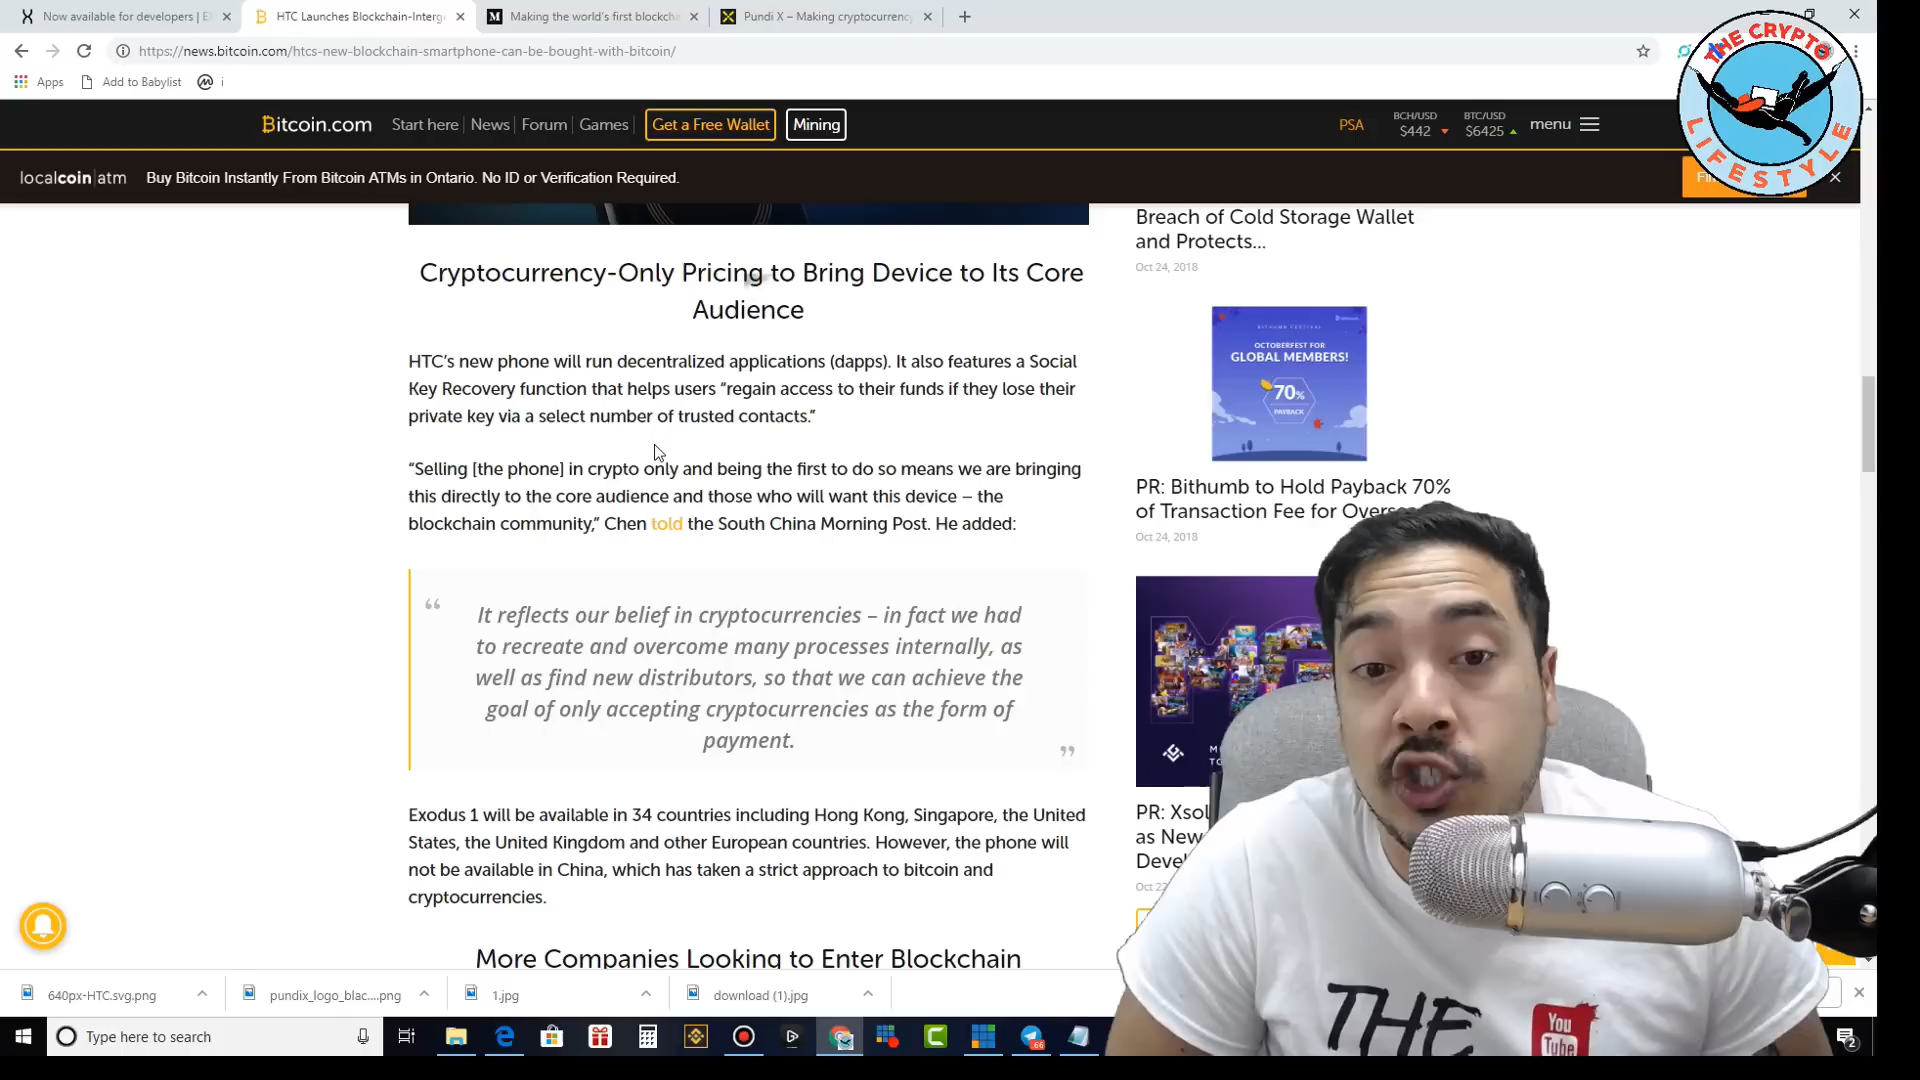 Now available for developers | E
HTC Launches Blockchain-Interg
Making the world's first blockcha
Pundi X – Making cryptocurrency
https://news.bitcoin.com/htcs-new-blockchain-smartphone-can-be-bought-with-bitcoin/
Apps
Add to Babylist
i
THE CRYPTO
LIFESTYLE
Bitcoin.com
Start here
News
Forum
Games
Get a Free Wallet
Mining
PSA
BCH/USD
$442
BTC/USD
$6425
menu
localcoin|atm
Buy Bitcoin Instantly From Bitcoin ATMs in Ontario. No ID or Verification Required.
Cryptocurrency-Only Pricing to Bring Device to Its Core
Audience
HTC's new phone will run decentralized applications (dapps). It also features a Social
Key Recovery function that helps users “regain access to their funds if they lose their
private key via a select number of trusted contacts.”
“Selling [the phone] in crypto only and being the first to do so means we are bringing
this directly to the core audience and those who will want this device – the
blockchain community,” Chen told the South China Morning Post. He added:
“ It reflects our belief in cryptocurrencies – in fact we had
to recreate and overcome many processes internally, as
well as find new distributors, so that we can achieve the
goal of only accepting cryptocurrencies as the form of
payment. ”
Exodus 1 will be available in 34 countries including Hong Kong, Singapore, the United
States, the United Kingdom and other European countries. However, the phone will
not be available in China, which has taken a strict approach to bitcoin and
cryptocurrencies.
More Companies Looking to Enter Blockchain
Breach of Cold Storage Wallet
and Protects...
Oct 24, 2018
BITHUMB FESTIVAL
OCTOBERFEST FOR
GLOBAL MEMBERS!
70%
PAYBACK
PR: Bithumb to Hold Payback 70%
of Transaction Fee for Overs
Oct 24, 2018
PR: Xsol
as New
Devel
Oct 22
640px-HTC.svg.png
pundix_logo_blac....png
1.jpg
download (1).jpg
Type here to search
66
2
THE
You
Tube